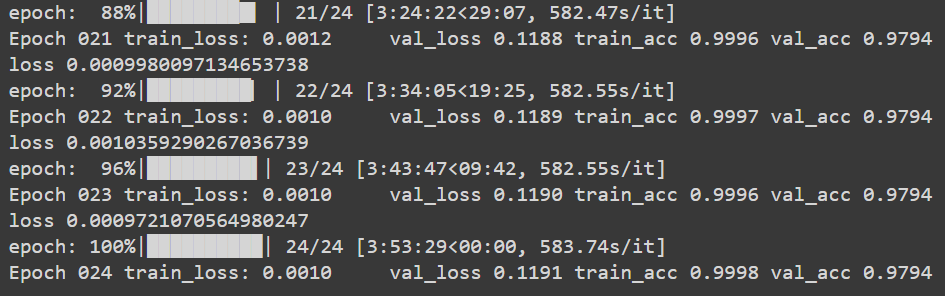 epoch:  88%|█████████▊ | 21/24 [3:24:22<29:07, 582.47s/it]
Epoch 021 train_loss: 0.0012     val_loss 0.1188 train_acc 0.9996 val_acc 0.9794
loss 0.0009980097134653738
epoch:  92%|█████████▏| 22/24 [3:34:05<19:25, 582.55s/it]
Epoch 022 train_loss: 0.0010     val_loss 0.1189 train_acc 0.9997 val_acc 0.9794
loss 0.0010359290267036739
epoch:  96%|█████████▌| 23/24 [3:43:47<09:42, 582.55s/it]
Epoch 023 train_loss: 0.0010     val_loss 0.1190 train_acc 0.9996 val_acc 0.9794
loss 0.0009721070564980247
epoch: 100%|██████████| 24/24 [3:53:29<00:00, 583.74s/it]
Epoch 024 train_loss: 0.0010     val_loss 0.1191 train_acc 0.9998 val_acc 0.9794